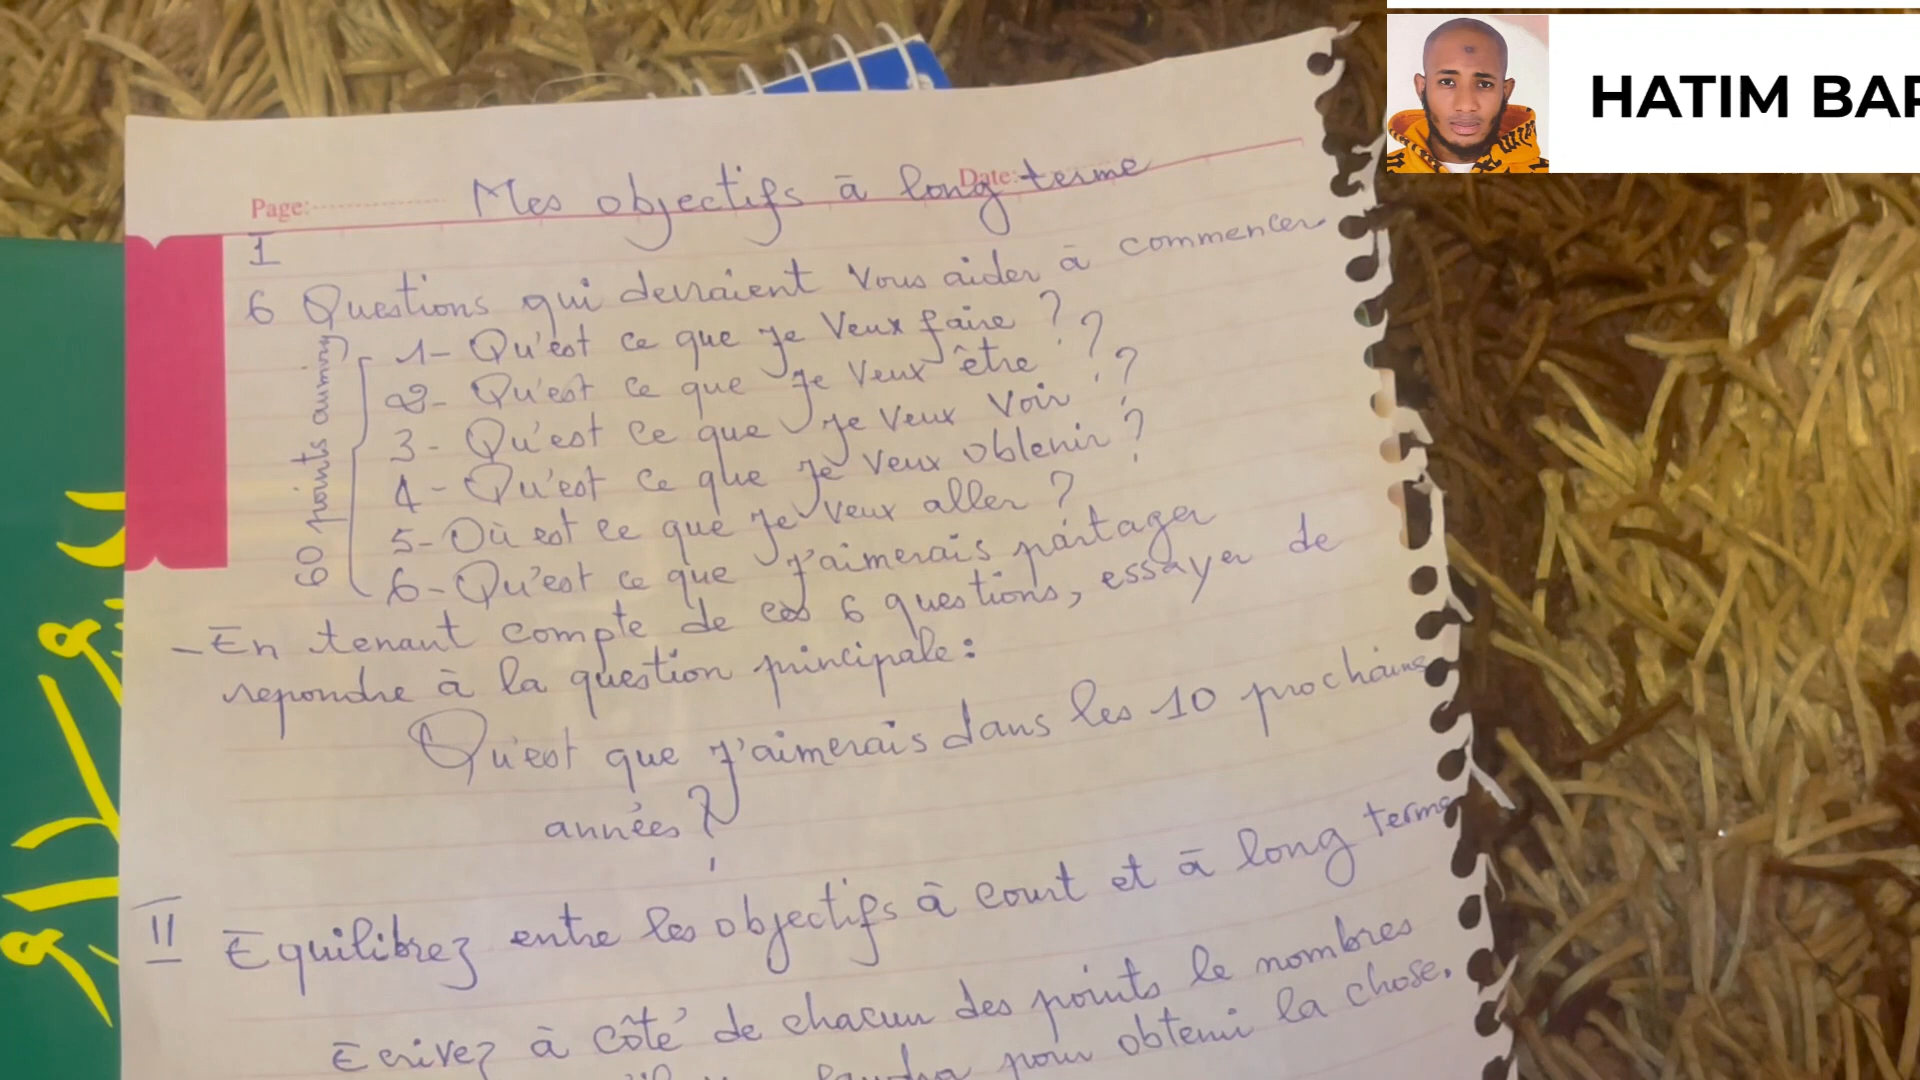 HATIM BAR
Page: Date:
Mes objectifs à long terme
I
6 Questions qui devraient vous aider à commencer
60 points au
1- Qu'est ce que je veux faire ?
2- Qu'est ce que je veux être ?
3- Qu'est ce que je veux voir ?
4- Qu'est ce que je veux obtenir ?
5- Où est ce que je veux aller ?
6- Qu'est ce que j'aimerais partager
- En tenant compte de ces 6 questions, essayer de
repondre à la question principale :
Qu'est que j'aimerais dans les 10 prochaines
années ?
II Equilibrez entre les objectifs à court et à long terme
Ecrivez à côté de chacun des points le nombres
faudra pour obtenir la chose.